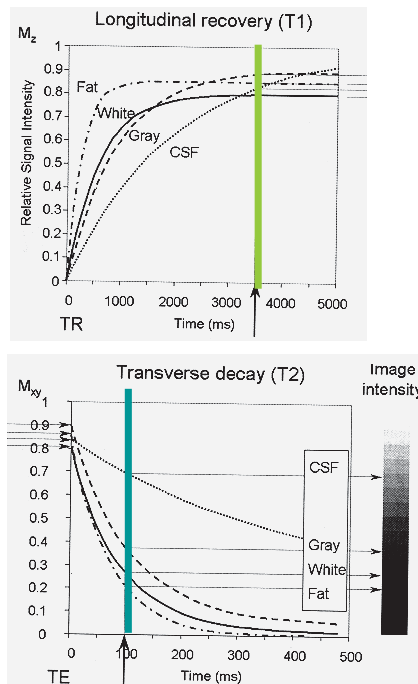 Longitudinal recovery (T1)
Mz
Relative Signal Intensity
1
0.9
0.8
0.7
0.6
0.5
0.4
0.3
0.2
0.1
0
Fat
White
Gray
CSF
0 1000 2000 3000 4000 5000
TR Time (ms)
Transverse decay (T2)
Image
intensity
Mxy
1
0.9
0.8
0.7
0.6
0.5
0.4
0.3
0.2
0.1
0
CSF
Gray
White
Fat
0 100 200 300 400 500
TE Time (ms)